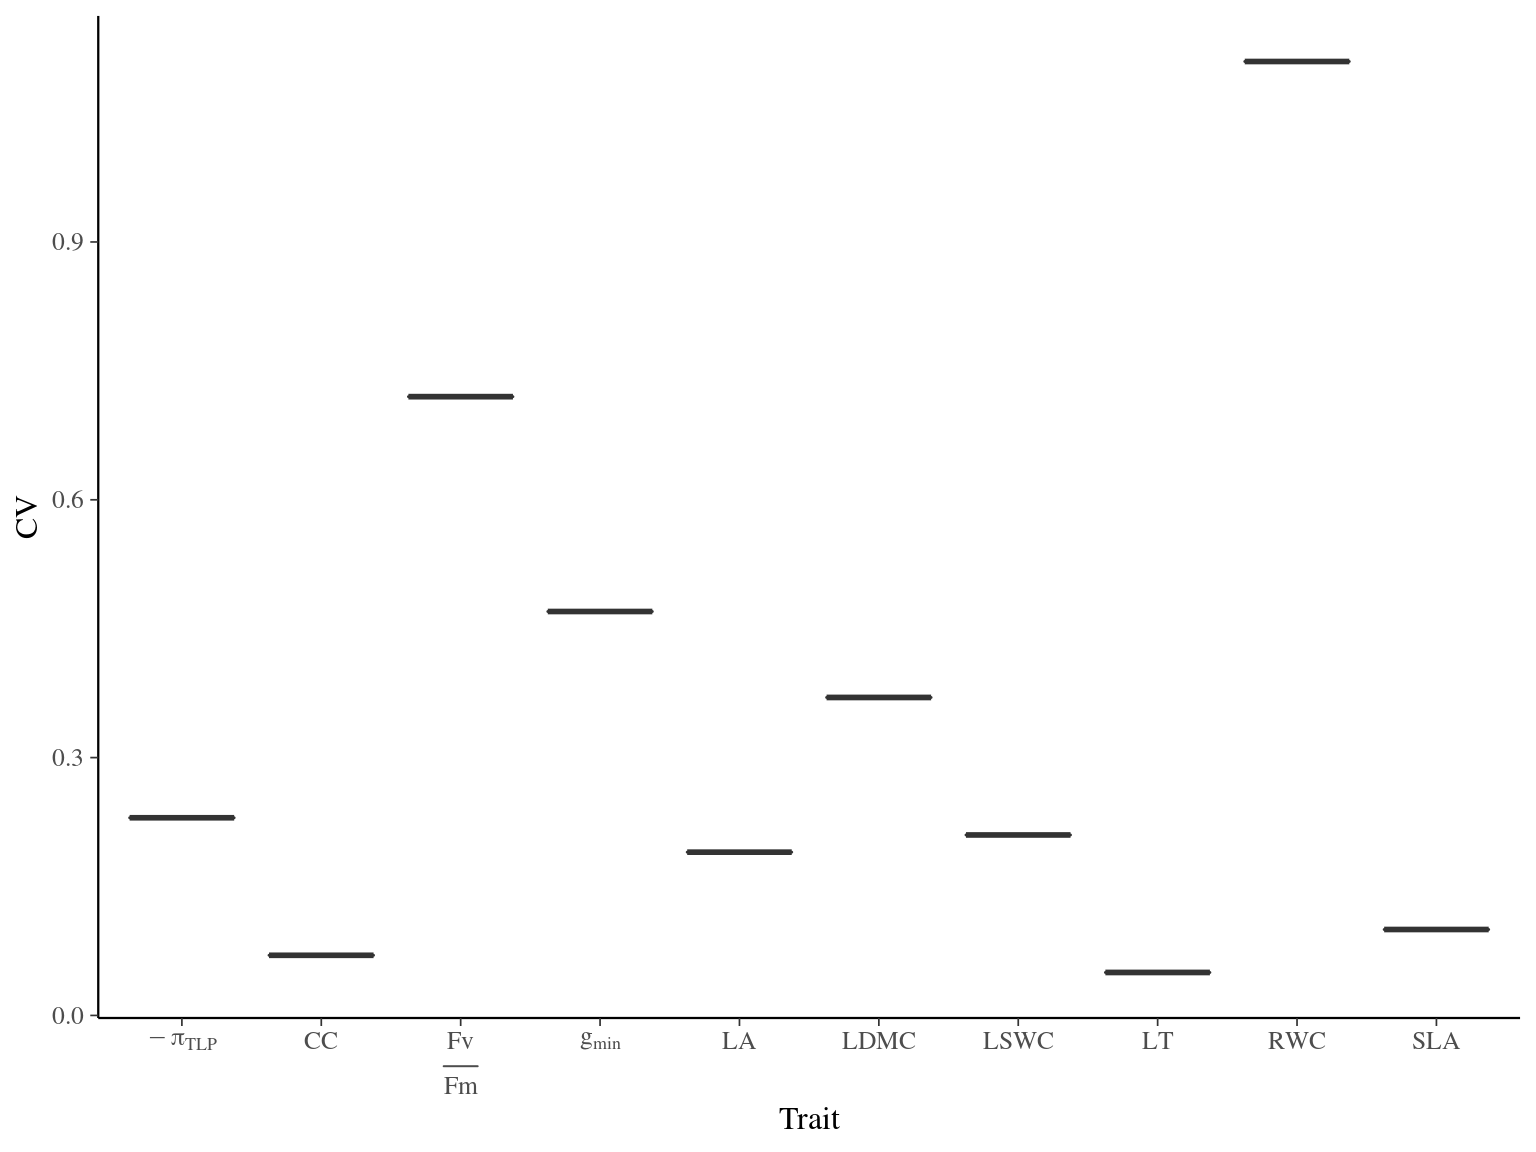 CV
0.9
0.6
0.3
0.0
−πTLP CC Fv gmin LA LDMC LSWC LT RWC SLA
Fm
Trait